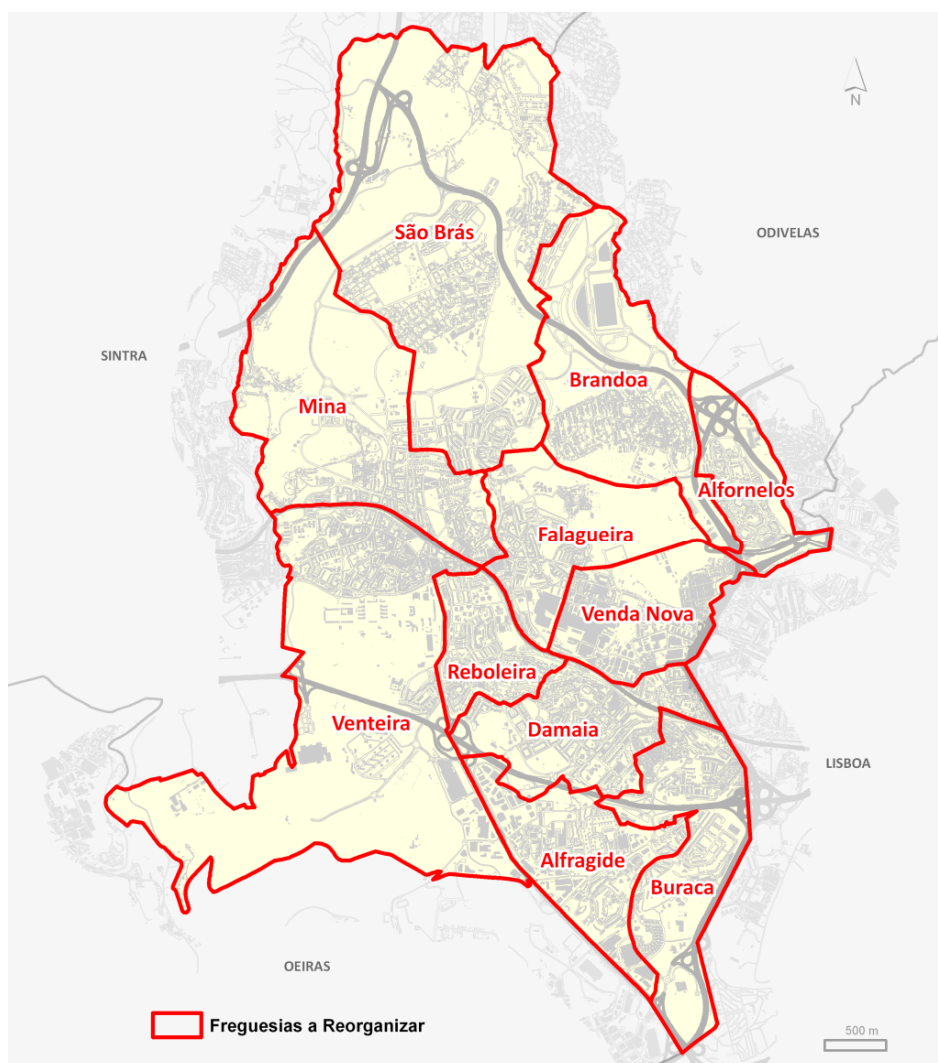 N
São Brás
ODIVELAS
SINTRA
Brandoa
Mina
Alfornelos
Falagueira
Venda Nova
Reboleira
Venteira
Damaia
LISBOA
Alfragide
Buraca
OEIRAS
Freguesias a Reorganizar
500 m